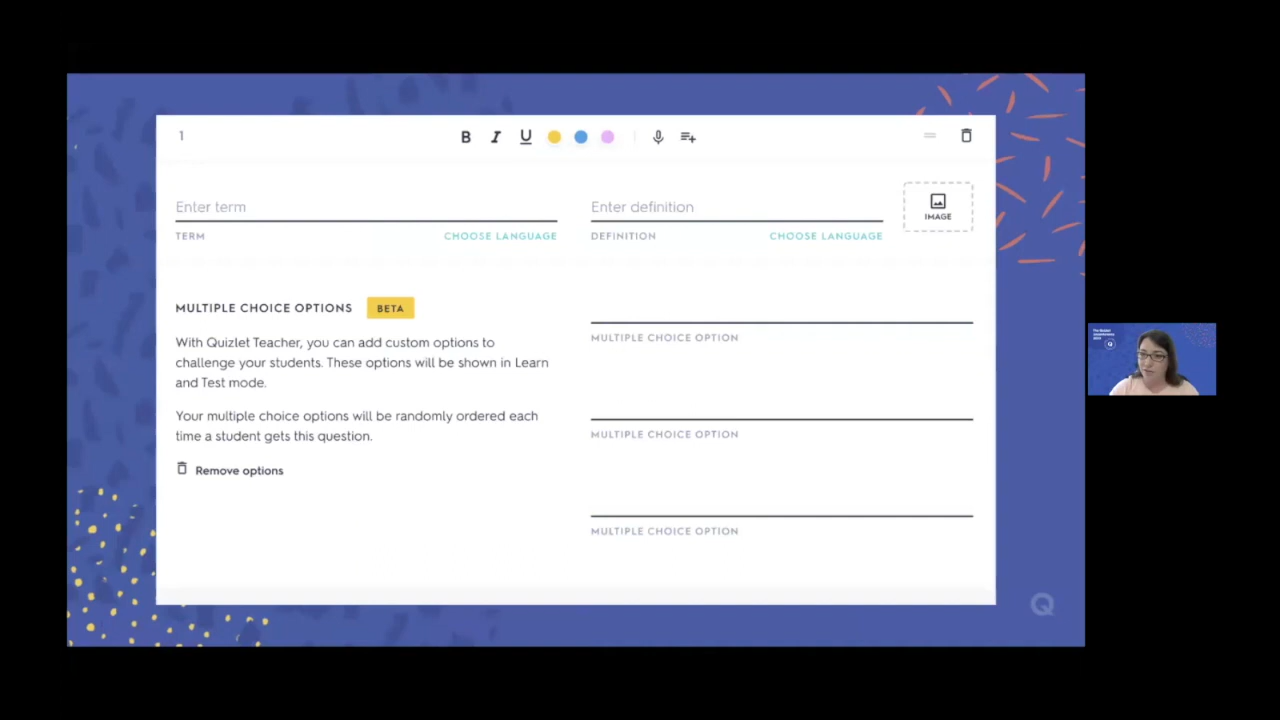 1
B I U
Enter term
Enter definition
IMAGE
TERM
CHOOSE LANGUAGE
DEFINITION
CHOOSE LANGUAGE
MULTIPLE CHOICE OPTIONS
BETA
With Quizlet Teacher, you can add custom options to
challenge your students. These options will be shown in Learn
and Test mode.
Your multiple choice options will be randomly ordered each
time a student gets this question.
Remove options
MULTIPLE CHOICE OPTION
MULTIPLE CHOICE OPTION
MULTIPLE CHOICE OPTION
Q